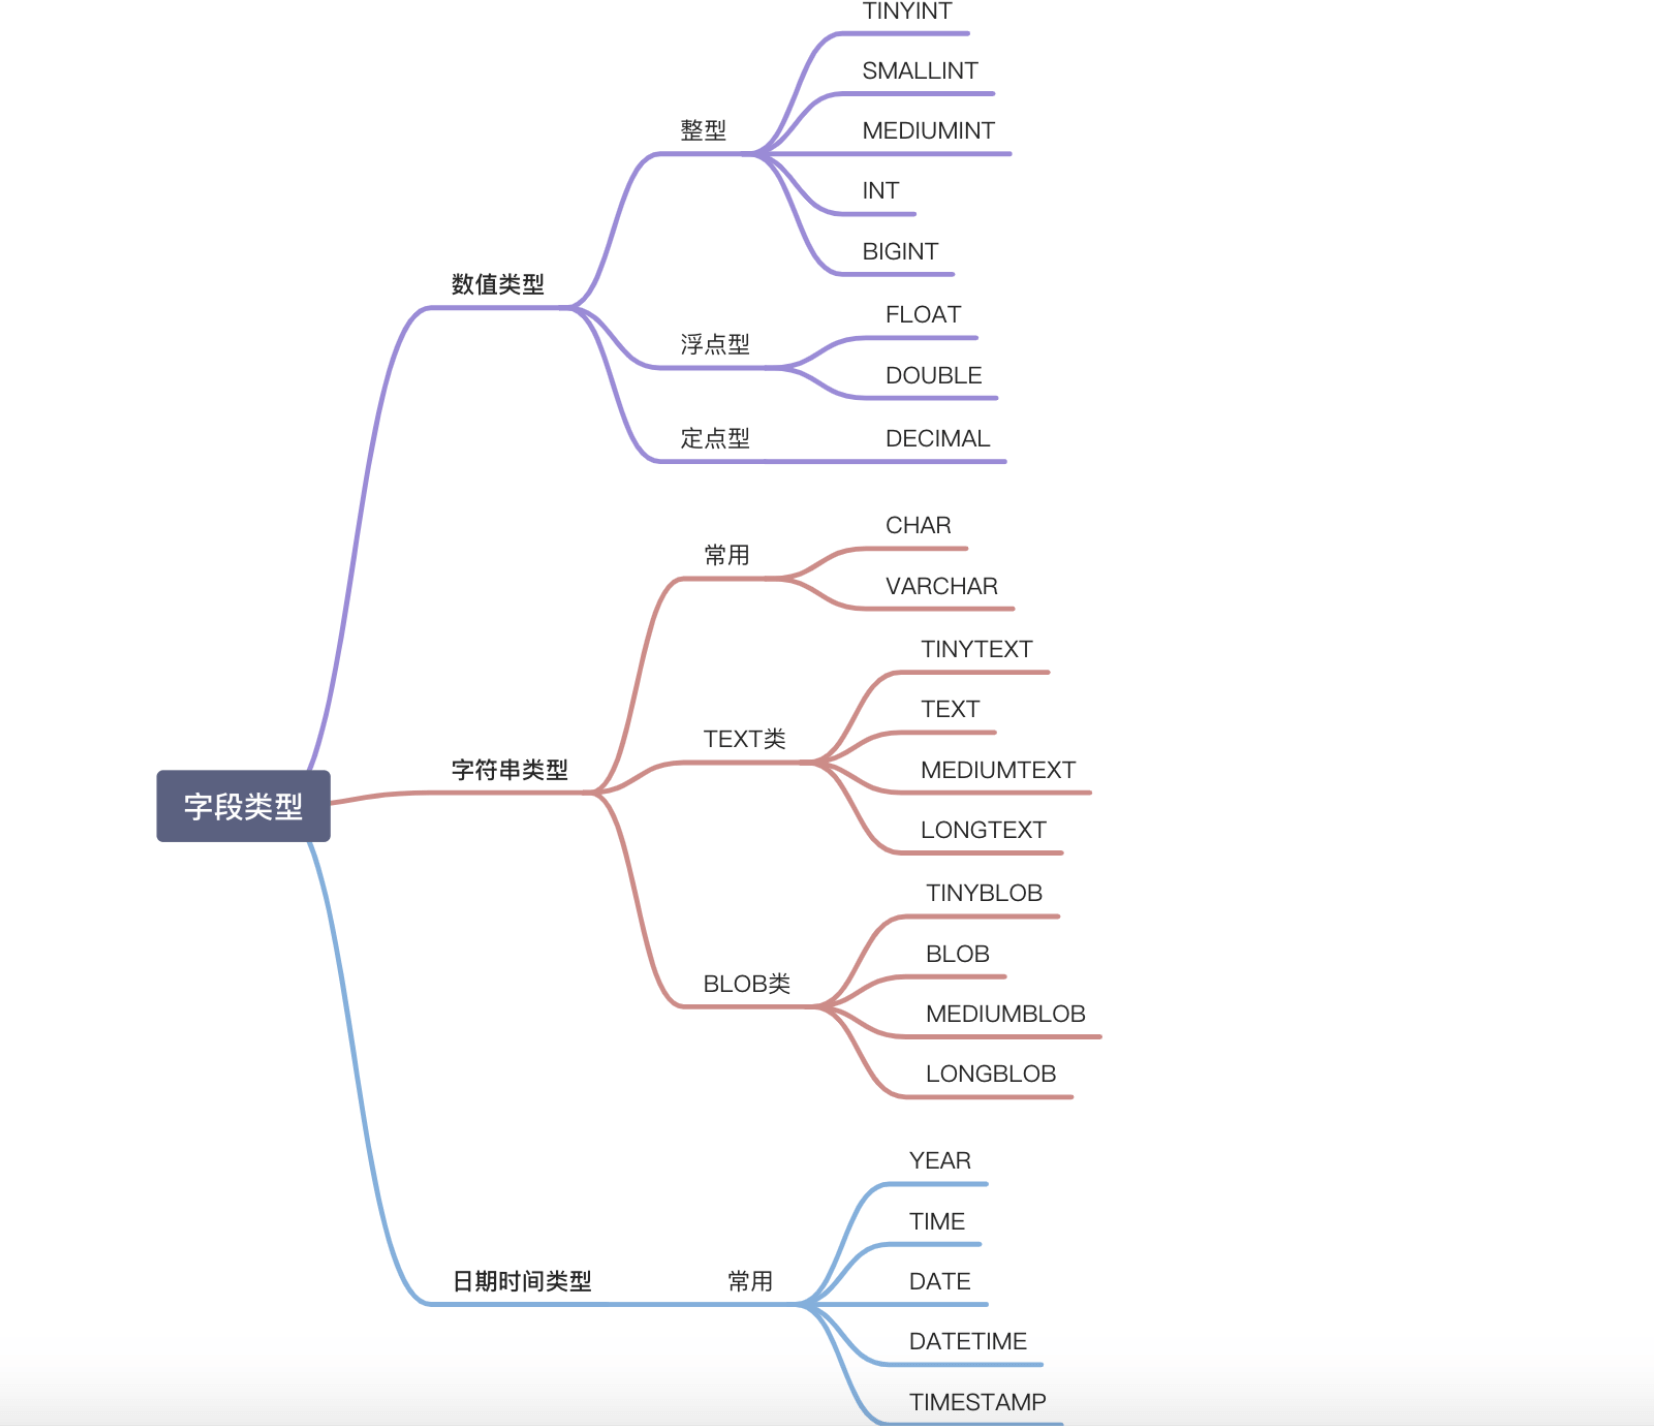 字段类型
数值类型
整型
TINYINT
SMALLINT
MEDIUMINT
INT
BIGINT
浮点型
FLOAT
DOUBLE
定点型
DECIMAL
字符串类型
常用
CHAR
VARCHAR
TEXT类
TINYTEXT
TEXT
MEDIUMTEXT
LONGTEXT
BLOB类
TINYBLOB
BLOB
MEDIUMBLOB
LONGBLOB
日期时间类型
常用
YEAR
TIME
DATE
DATETIME
TIMESTAMP